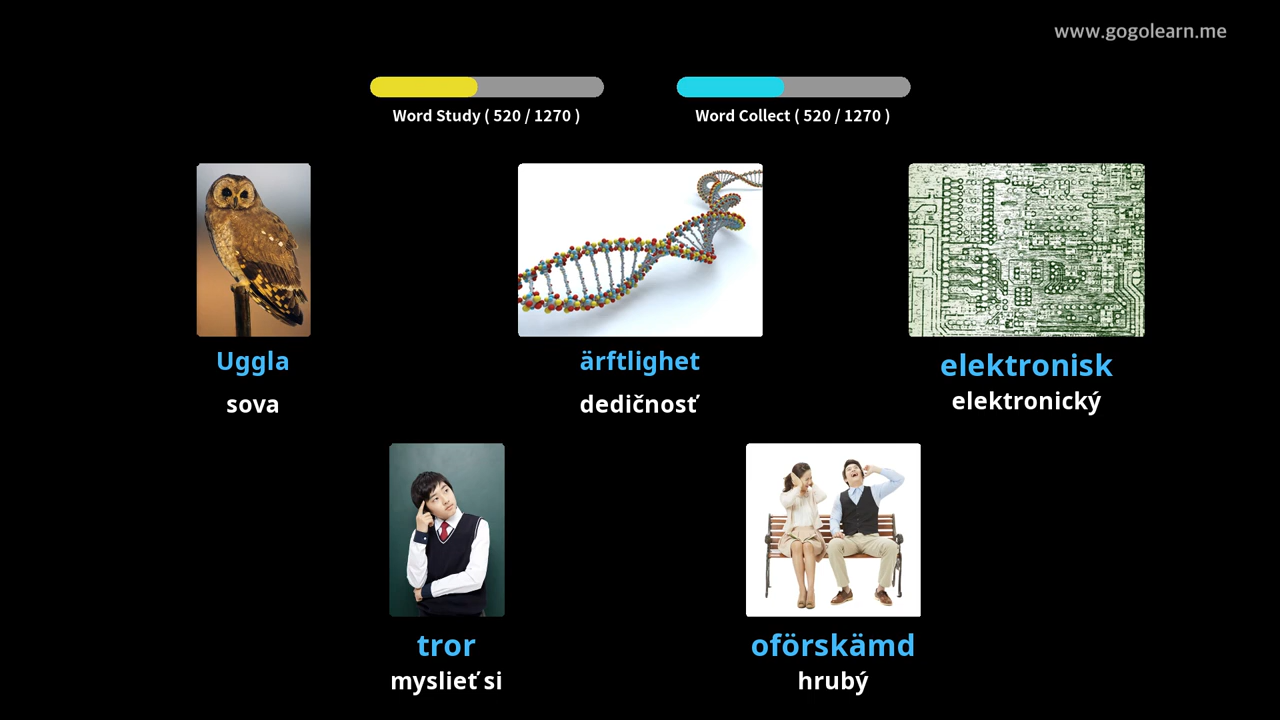 www.gogolearn.me
Word Study ( 520 / 1270 )
Word Collect ( 520 / 1270 )
Uggla
sova
ärftlighet
dedičnosť
elektronisk
elektronický
tror
myslieť si
oförskämd
hrubý